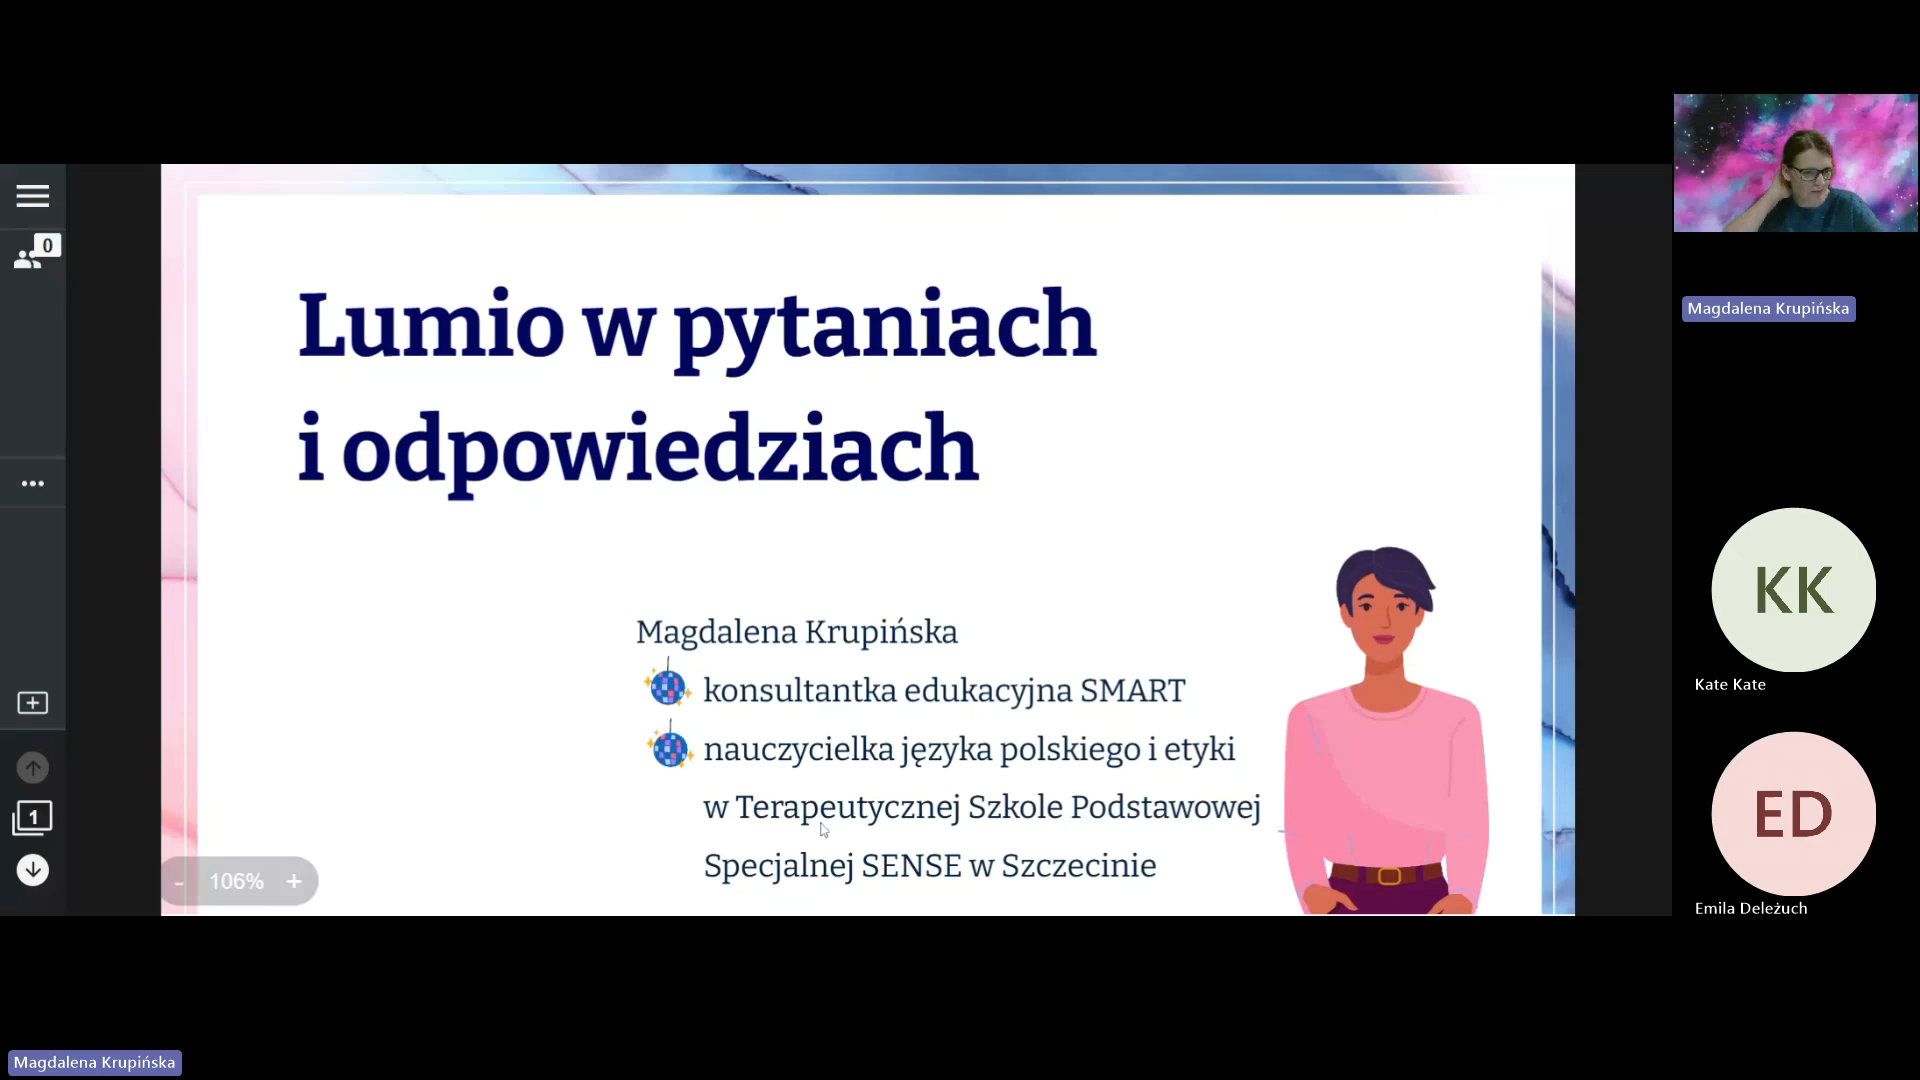 0
Lumio w pytaniach
i odpowiedziach
Magdalena Krupińska
konsultantka edukacyjna SMART
nauczycielka języka polskiego i etyki
w Terapeutycznej Szkole Podstawowej
Specjalnej SENSE w Szczecinie
1
- 106% +
Magdalena Krupińska
KK
Kate Kate
ED
Emila Deleżuch
Magdalena Krupińska